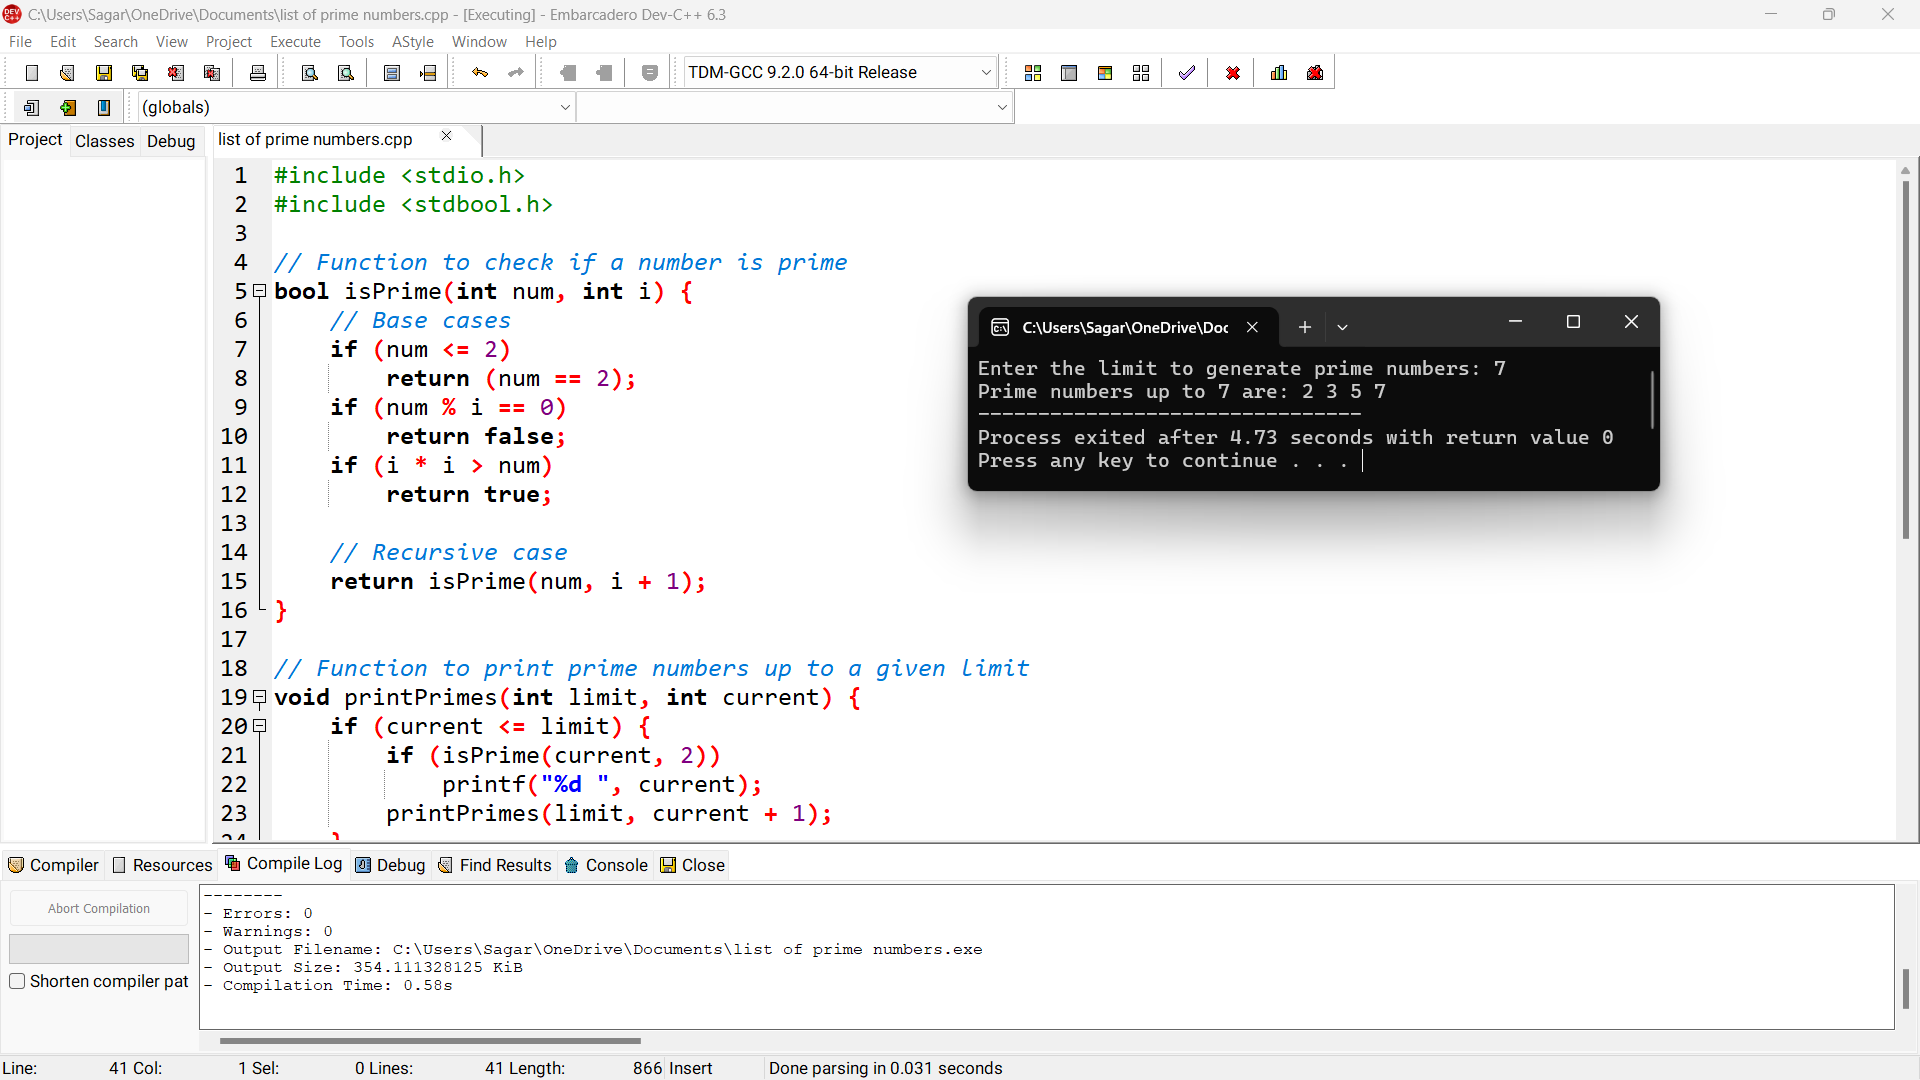 C:\Users\Sagar\OneDrive\Documents\list of prime numbers.cpp - [Executing] - Embarcadero Dev-C++ 6.3
File Edit Search View Project Execute Tools AStyle Window Help
TDM-GCC 9.2.0 64-bit Release
(globals)
Project Classes Debug
list of prime numbers.cpp
1 #include <stdio.h>
2 #include <stdbool.h>
3
4 // Function to check if a number is prime
5 bool isPrime(int num, int i) {
6 // Base cases
7 if (num <= 2)
8 return (num == 2);
9 if (num % i == 0)
10 return false;
11 if (i * i > num)
12 return true;
13
14 // Recursive case
15 return isPrime(num, i + 1);
16 }
17
18 // Function to print prime numbers up to a given limit
19 void printPrimes(int limit, int current) {
20 if (current <= limit) {
21 if (isPrime(current, 2))
22 printf("%d ", current);
23 printPrimes(limit, current + 1);
24 }
C:\Users\Sagar\OneDrive\Doc
Enter the limit to generate prime numbers: 7
Prime numbers up to 7 are: 2 3 5 7
--------------------------------
Process exited after 4.73 seconds with return value 0
Press any key to continue . . .
Compiler Resources Compile Log Debug Find Results Console Close
Abort Compilation
Shorten compiler pat
--------
- Errors: 0
- Warnings: 0
- Output Filename: C:\Users\Sagar\OneDrive\Documents\list of prime numbers.exe
- Output Size: 354.111328125 KiB
- Compilation Time: 0.58s
Line: 41 Col: 1 Sel: 0 Lines: 41 Length: 866 Insert Done parsing in 0.031 seconds